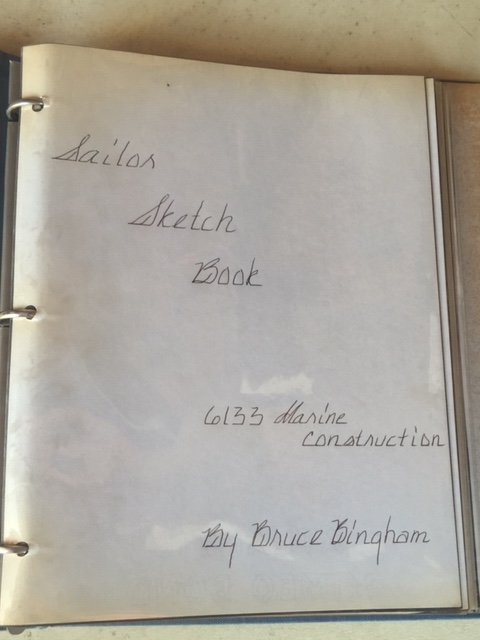 Sailor
Sketch
Book
6133 Marine
Construction
By Bruce Bingham